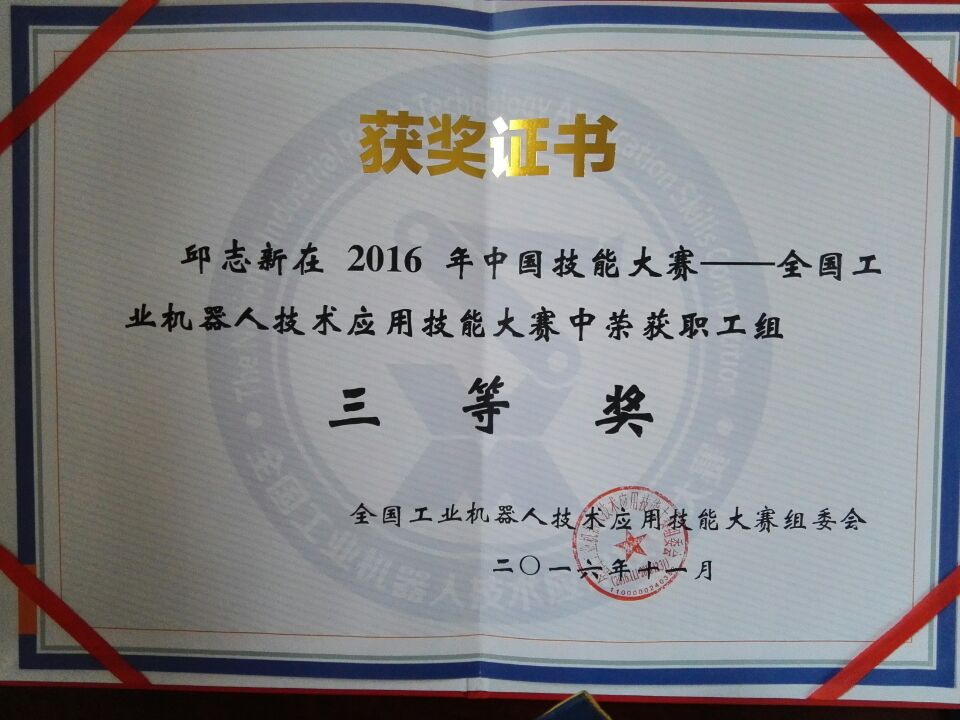 获奖证书
邱志新在 2016 年中国技能大赛——全国工
业机器人技术应用技能大赛中荣获职工组
三等奖
全国工业机器人技术应用技能大赛组委会
二〇一六年十一月